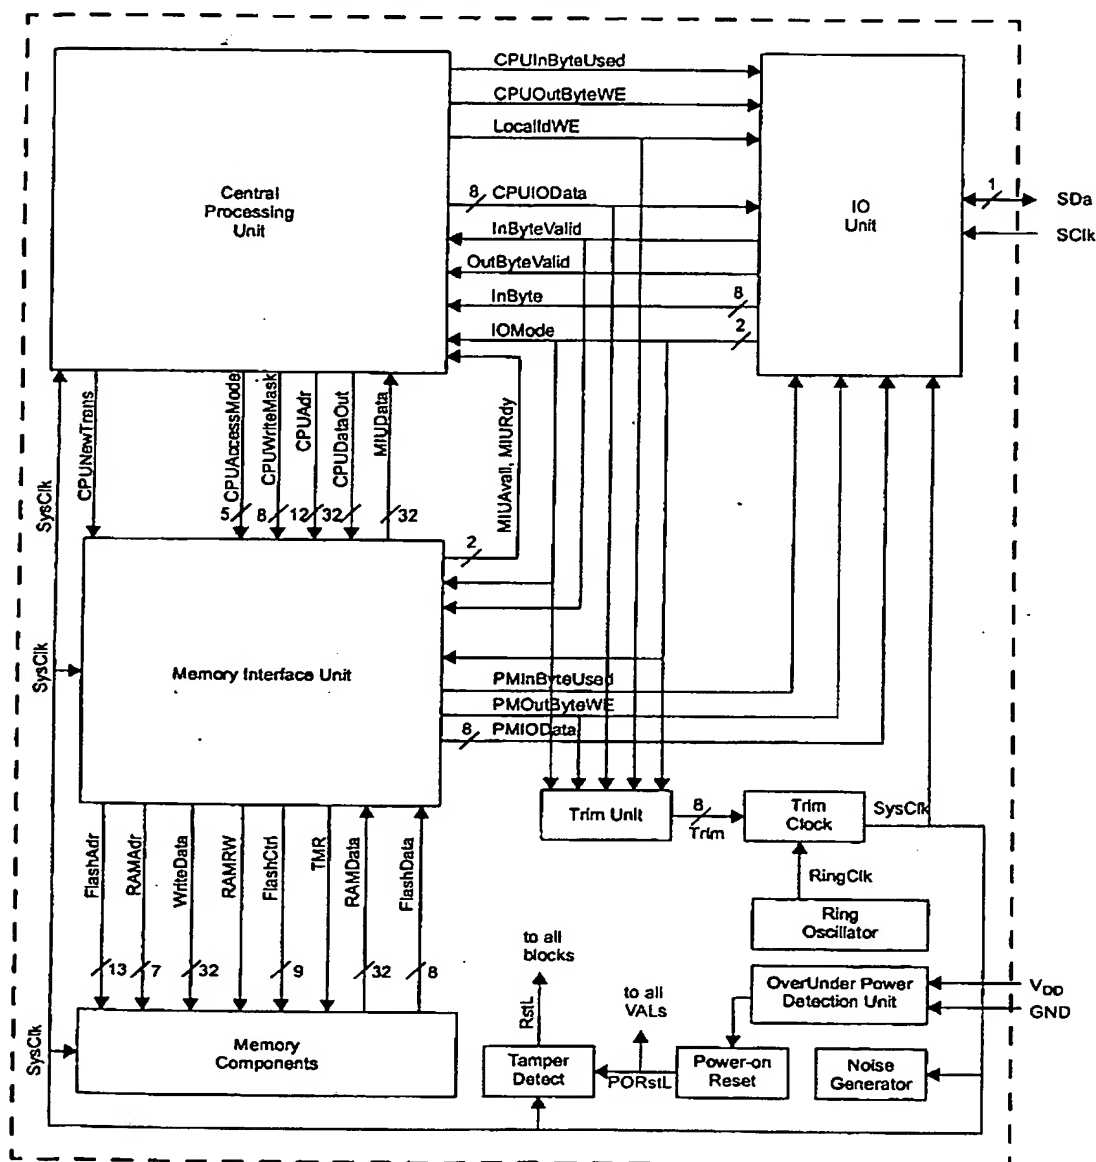 CPUInByteUsed
CPUOutByteWE
LocalIdWE
8 CPUIOData
InByteValid
OutByteValid
InByte 8
IOMode 2
Central
Processing
Unit
IO
Unit
1
SDa
SClk
SysClk
CPUNewTrans
CPUAccessMode
CPUWriteMask
CPUAdr
CPUDataOut
MIUData
MIUAvail, MIURdy
5
8
12
32
32
2
SysClk
Memory Interface Unit
PMInByteUsed
PMOutByteWE
8 PMIOData
Trim Unit
8
Trim
Trim
Clock
SysClk
RingClk
Ring
Oscillator
FlashAdr
RAMAdr
WriteData
RAMRW
FlashCtrl
TMR
RAMData
FlashData
13
7
32
9
32
8
SysClk
Memory
Components
to all
blocks
RstL
to all
VALs
OverUnder Power
Detection Unit
VDD
GND
Tamper
Detect
PORstL
Power-on
Reset
Noise
Generator